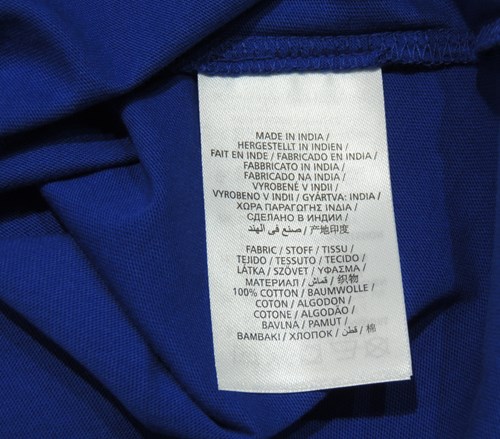 MADE IN INDIA /
HERGESTELLT IN INDIEN /
FAIT EN INDE / FABRICADO EN INDIA /
FABBRICATO IN INDIA /
FABRICADO NA INDIA /
VYROBENÉ V INDII /
VYROBENO V INDII / GYÁRTVA: INDIA /
ΧΩΡΑ ΠΑΡΑΓΩΓΗΣ ΙΝΔΙΑ /
СДЕЛАНО В ИНДИИ /
صنع في الهند / 产地印度
FABRIC / STOFF / TISSU /
TEJIDO / TESSUTO / TECIDO /
LÁTKA / SZÖVET / ΥΦΑΣΜΑ /
МАТЕРИАЛ / قماش / 织物
100% COTTON / BAUMWOLLE /
COTON / ALGODON /
COTONE / ALGODÃO /
BAVLNA / PAMUT /
BAMBAKI / ХЛОПОК / قطن / 棉